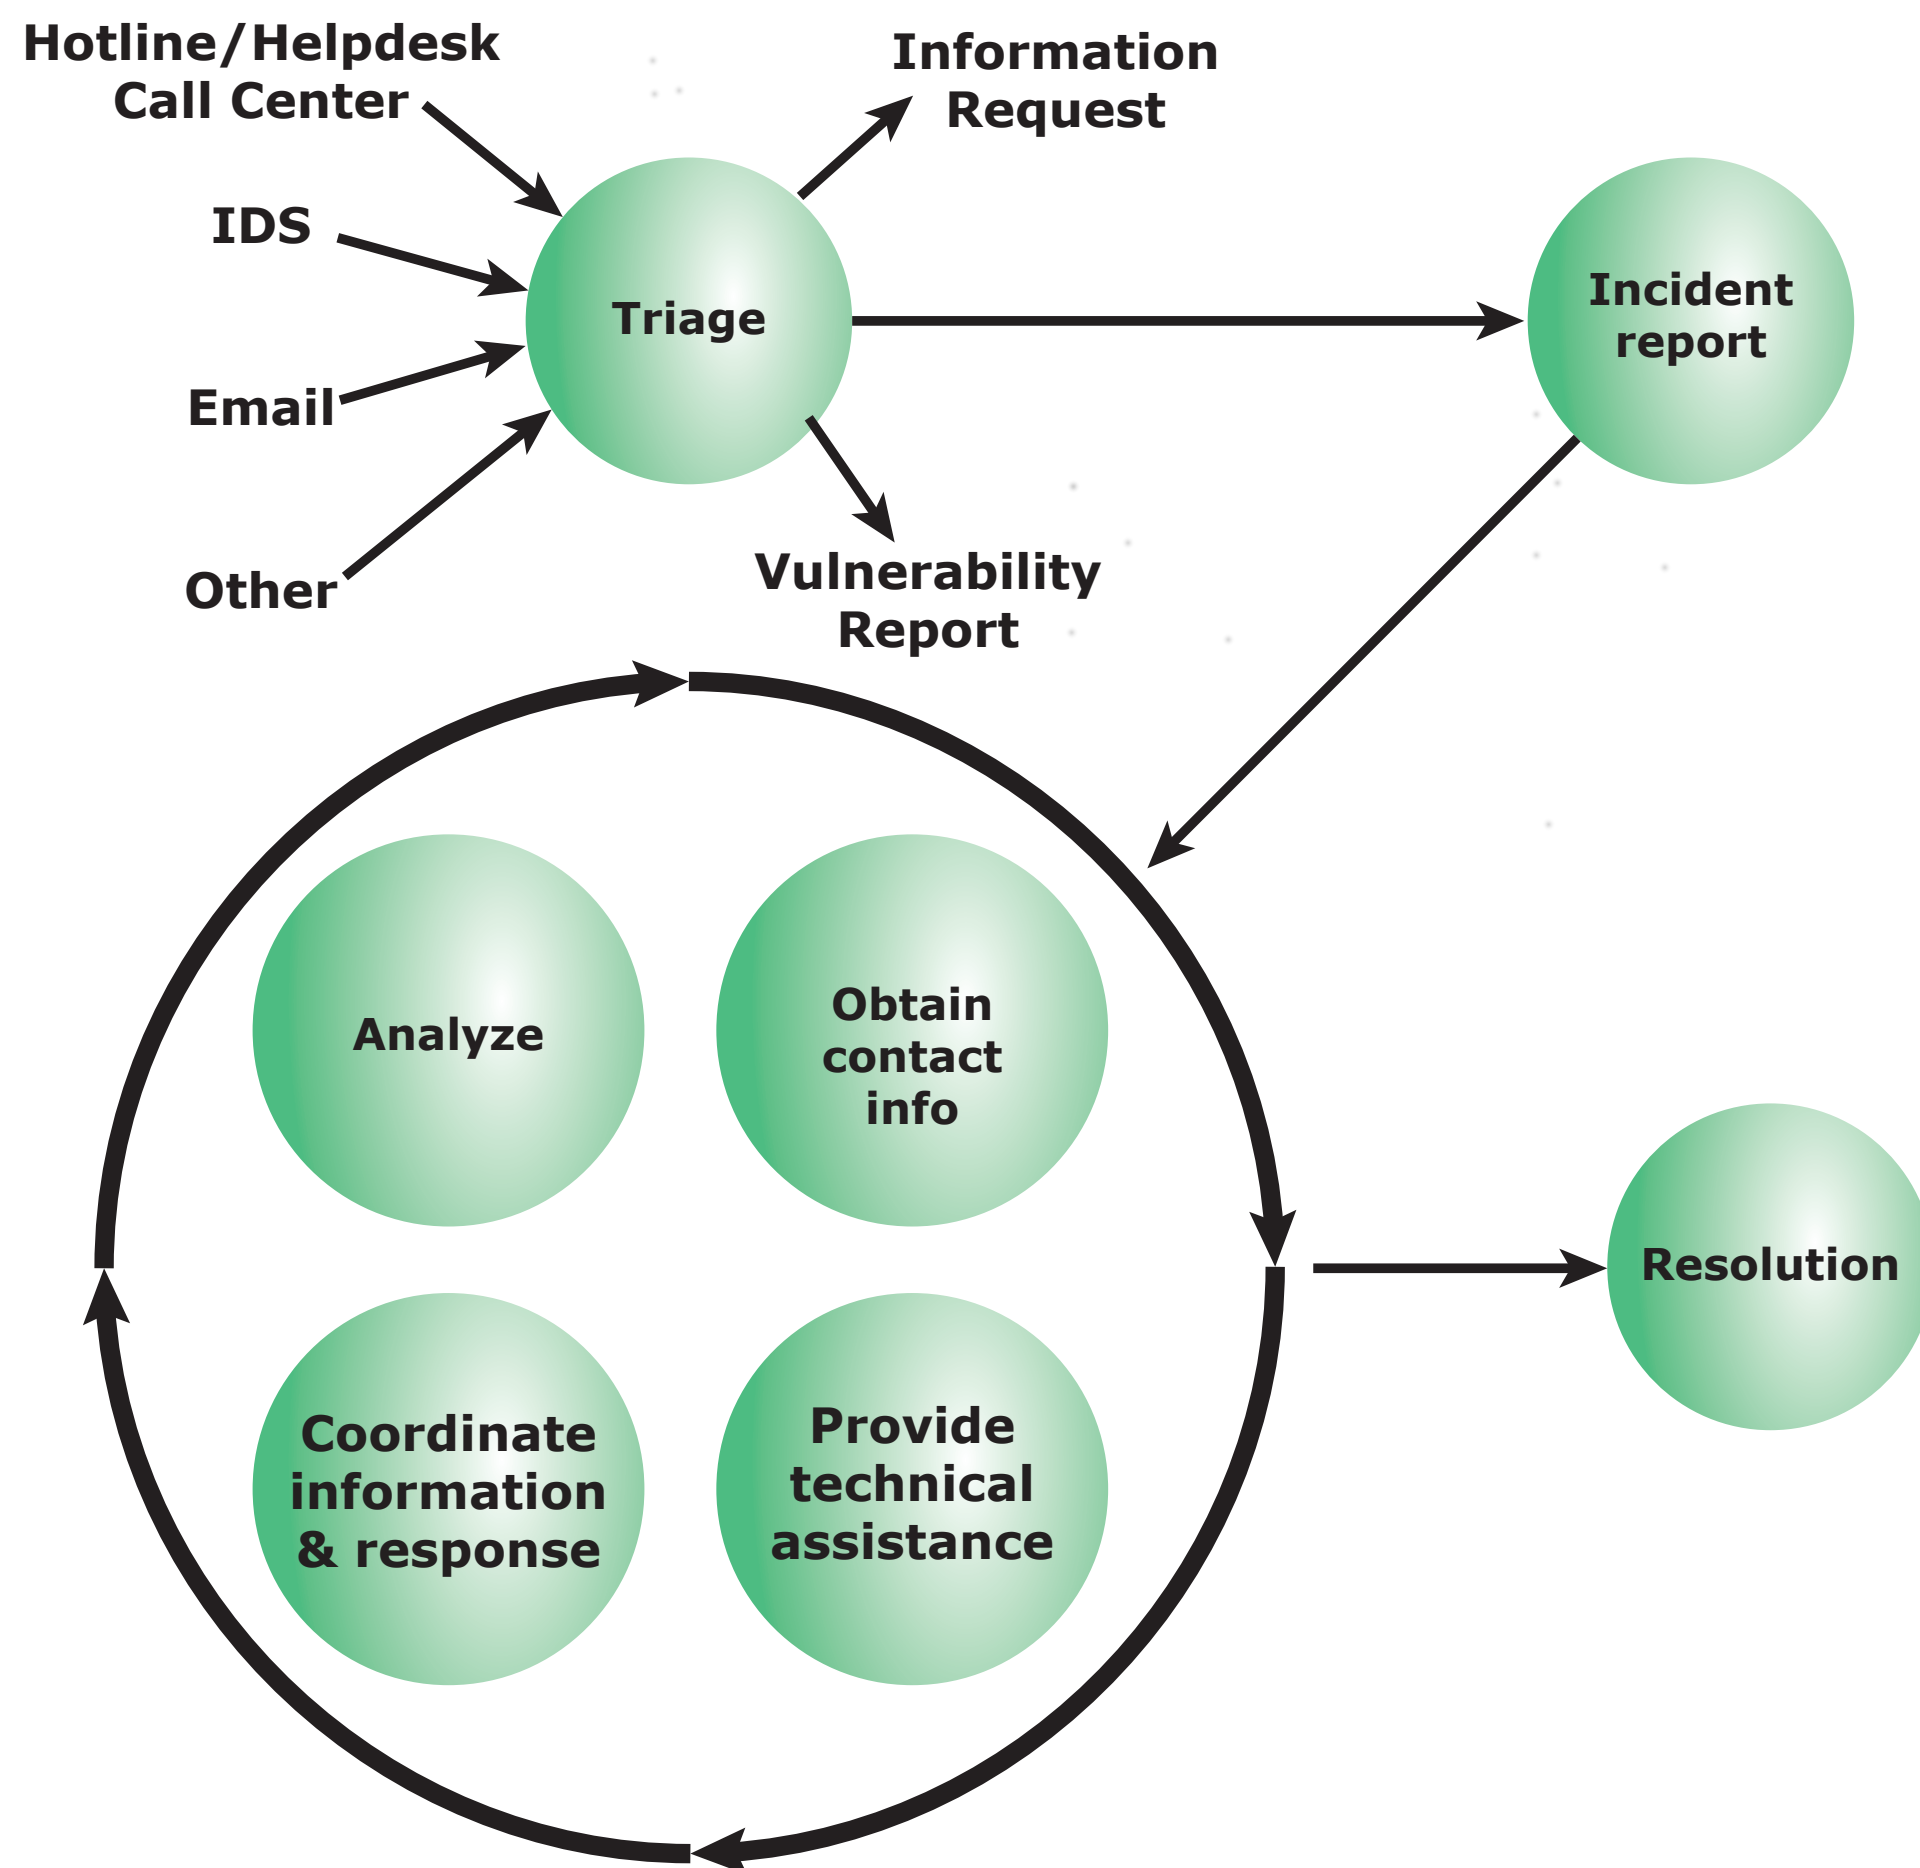 Hotline/Helpdesk
Call Center
Information
Request
IDS
Triage
Incident
report
Email
Other
Vulnerability
Report
Analyze
Obtain
contact
info
Resolution
Coordinate
information
& response
Provide
technical
assistance